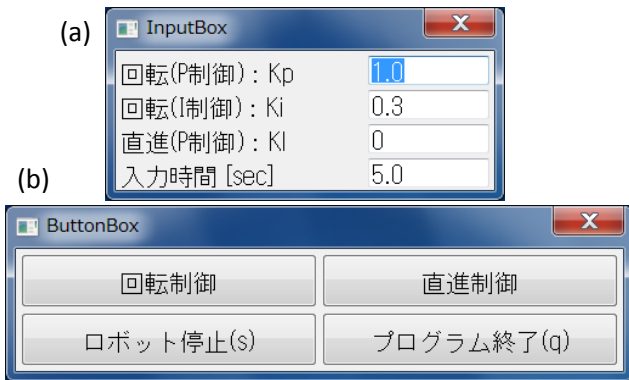 (a)
InputBox
回転(P制御) : Kp 1.0
回転(I制御) : Ki 0.3
直進(P制御) : Kl 0
入力時間 [sec] 5.0
(b)
ButtonBox
回転制御 直進制御
ロボット停止(s) プログラム終了(q)